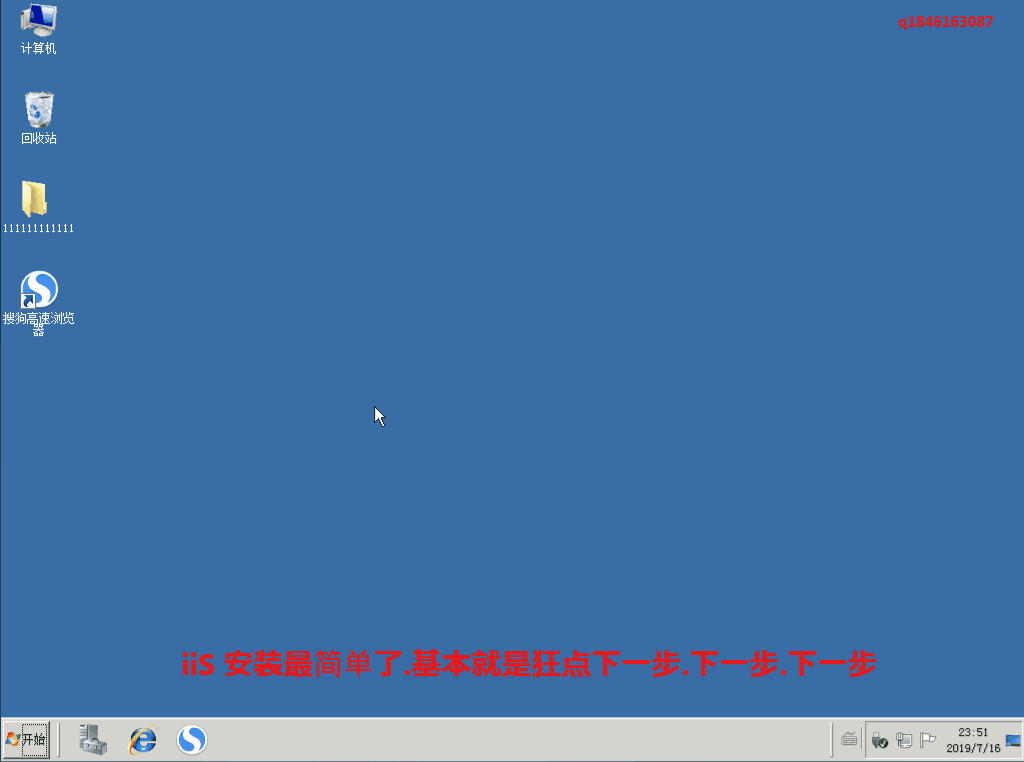 计算机
q1846163087
回收站
111111111111
搜狗高速浏览
器
iiS 安装最简单了.基本就是狂点下一步.下一步.下一步
开始
23:51
2019/7/16